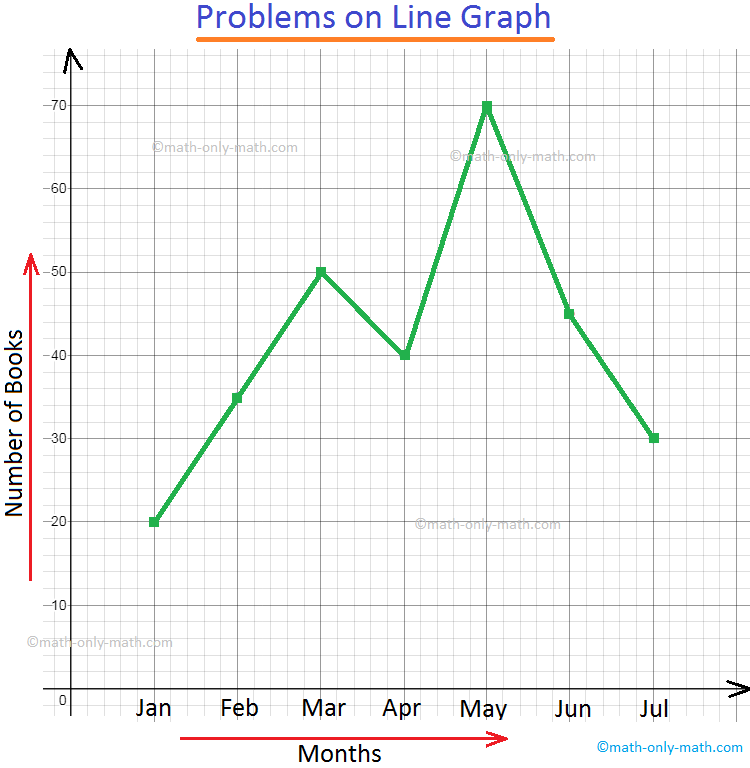 Problems on Line Graph
70
©math-only-math.com
©math-only-math.com
60
50
40
Number of Books
30
20
©math-only-math.com
10
©math-only-math.com
0
Jan Feb Mar Apr May Jun Jul
Months
©math-only-math.com